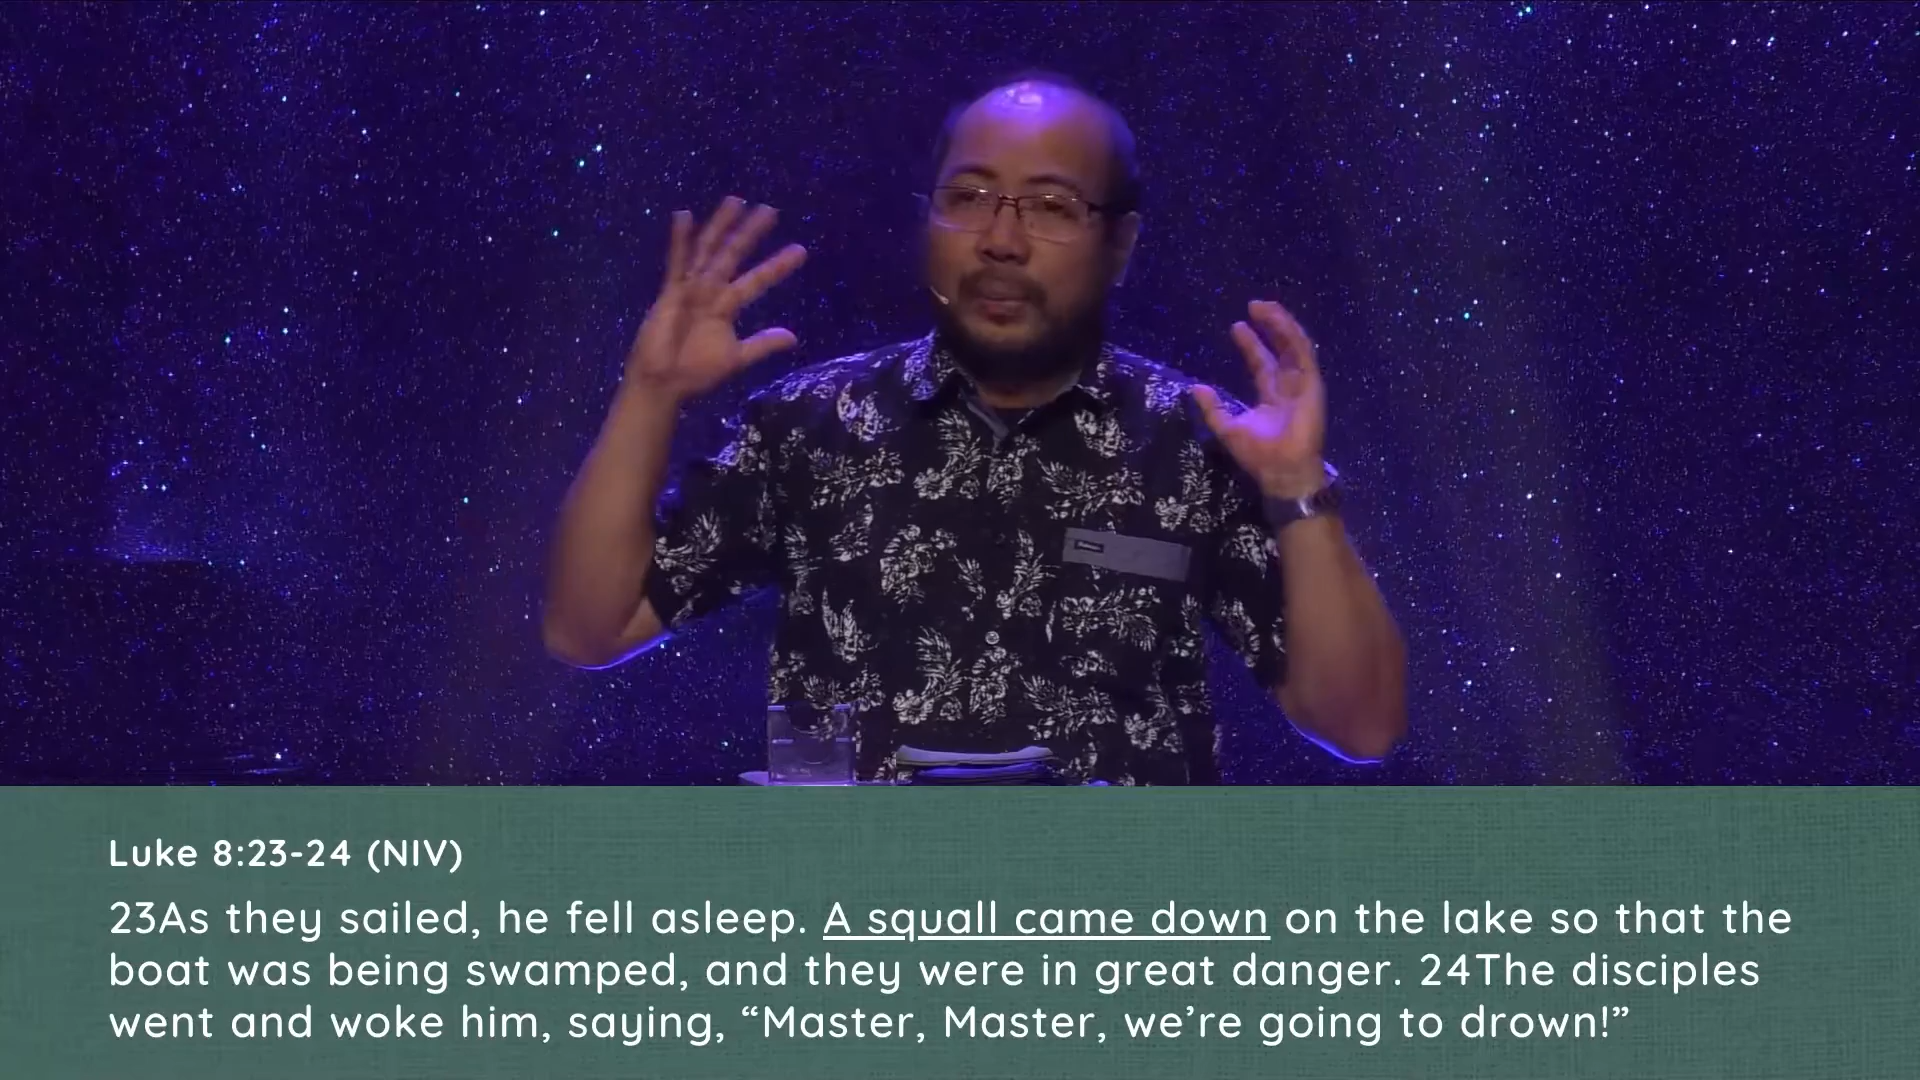 Luke 8:23-24 (NIV)
23As they sailed, he fell asleep. A squall came down on the lake so that the
boat was being swamped, and they were in great danger. 24The disciples
went and woke him, saying, “Master, Master, we’re going to drown!”